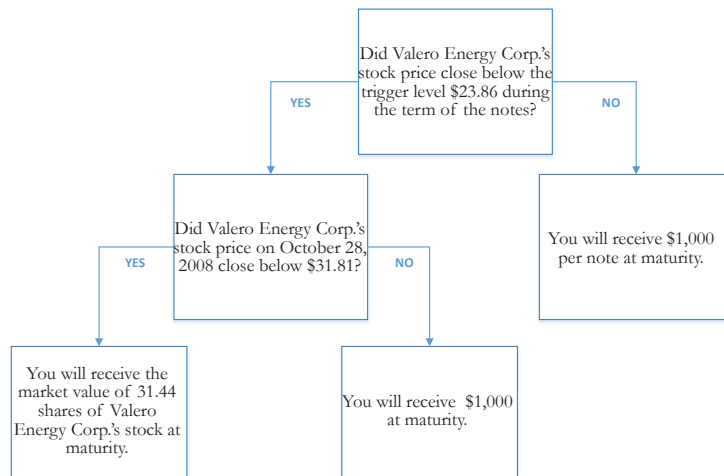 Did Valero Energy Corp.'s
stock price close below the
trigger level $23.86 during
the term of the notes?
YES
NO
Did Valero Energy Corp.'s
stock price on October 28,
2008 close below $31.81?
You will receive $1,000
per note at maturity.
YES
NO
You will receive the
market value of 31.44
shares of Valero
Energy Corp.'s stock at
maturity.
You will receive $1,000
at maturity.